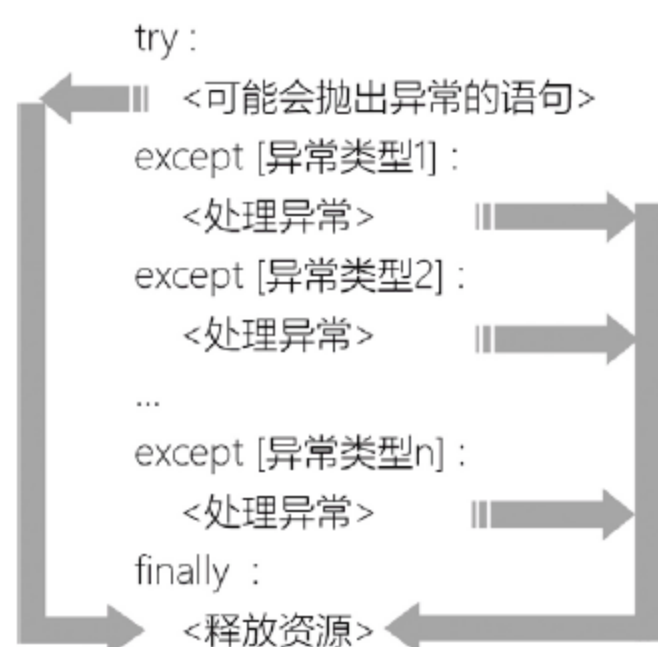 try :
<可能会抛出异常的语句>
except [异常类型1] :
<处理异常>
except [异常类型2] :
<处理异常>
...
except [异常类型n] :
<处理异常>
finally :
<释放资源>